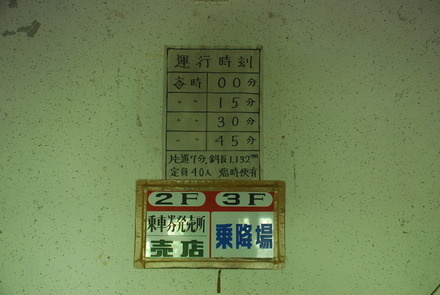 運行時刻
毎時 00分
〃 〃 15分
〃 〃 30分
〃 〃 45分
片道7分、鋼長1,132m
定員40人 臨時便有
2F 3F
乗車券発売所 乗降場
売店